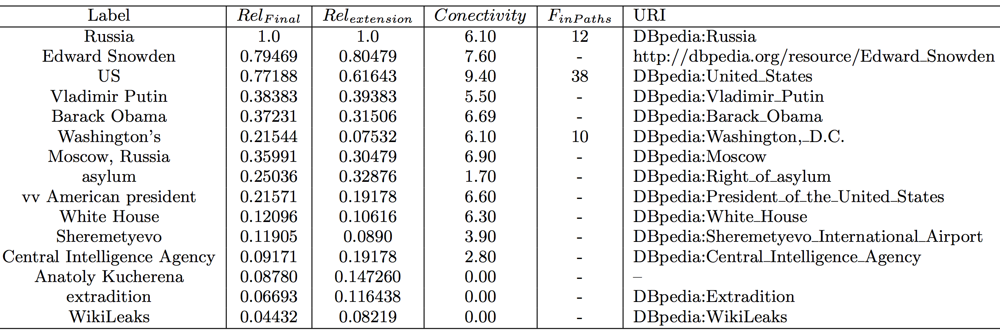 Label Rel_Final Rel_extension Conectivity F_inPaths URI
Russia 1.0 1.0 6.10 12 DBpedia:Russia
Edward Snowden 0.79469 0.80479 7.60 - http://dbpedia.org/resource/Edward_Snowden
US 0.77188 0.61643 9.40 38 DBpedia:United_States
Vladimir Putin 0.38383 0.39383 5.50 - DBpedia:Vladimir_Putin
Barack Obama 0.37231 0.31506 6.69 - DBpedia:Barack_Obama
Washington's 0.21544 0.07532 6.10 10 DBpedia:Washington,_D.C.
Moscow, Russia 0.35991 0.30479 6.90 - DBpedia:Moscow
asylum 0.25036 0.32876 1.70 - DBpedia:Right_of_asylum
vv American president 0.21571 0.19178 6.60 - DBpedia:President_of_the_United_States
White House 0.12096 0.10616 6.30 - DBpedia:White_House
Sheremetyevo 0.11905 0.0890 3.90 - DBpedia:Sheremetyevo_International_Airport
Central Intelligence Agency 0.09171 0.19178 2.80 - DBpedia:Central_Intelligence_Agency
Anatoly Kucherena 0.08780 0.147260 0.00 - –
extradition 0.06693 0.116438 0.00 - DBpedia:Extradition
WikiLeaks 0.04432 0.08219 0.00 - DBpedia:WikiLeaks